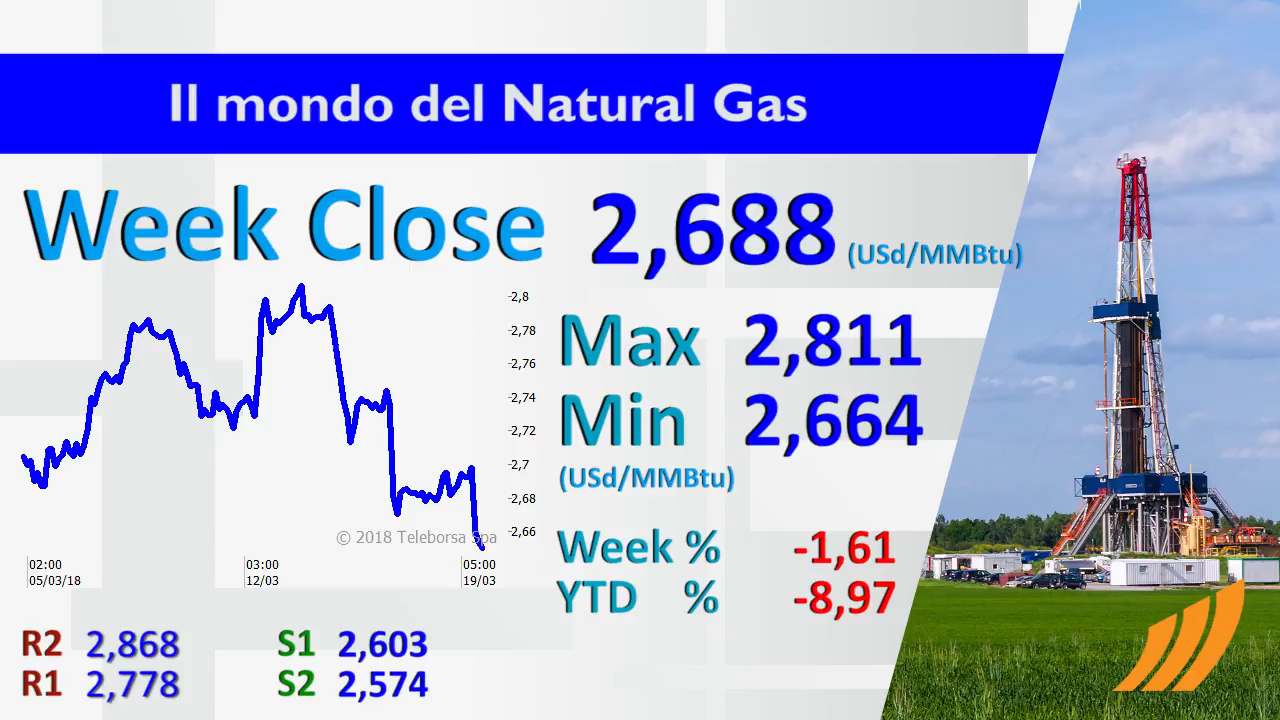 Il mondo del Natural Gas
Week Close 2,688 (USd/MMBtu)
2,8
2,78
2,76
2,74
2,72
2,7
2,68
2,66
© 2018 Teleborsa Spa
02:00 03:00 05:00
05/03/18 12/03 19/03
Max 2,811
Min 2,664
(USd/MMBtu)
Week % -1,61
YTD % -8,97
R2 2,868 S1 2,603
R1 2,778 S2 2,574